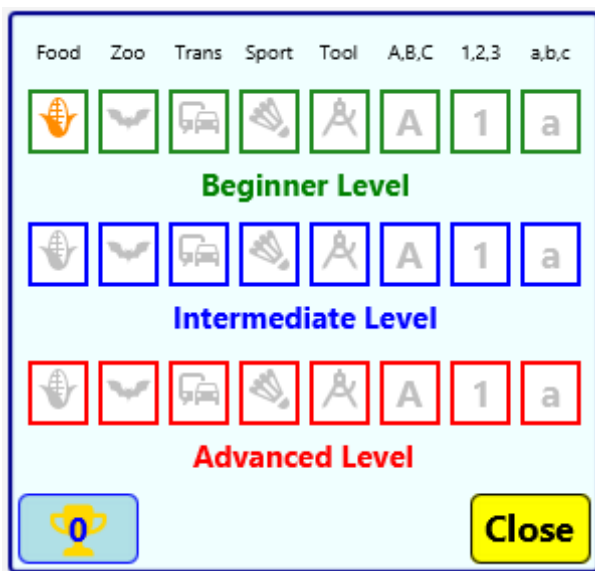 Food Zoo Trans Sport Tool A,B,C 1,2,3 a,b,c
A 1 a
Beginner Level
A 1 a
Intermediate Level
A 1 a
Advanced Level
0 Close